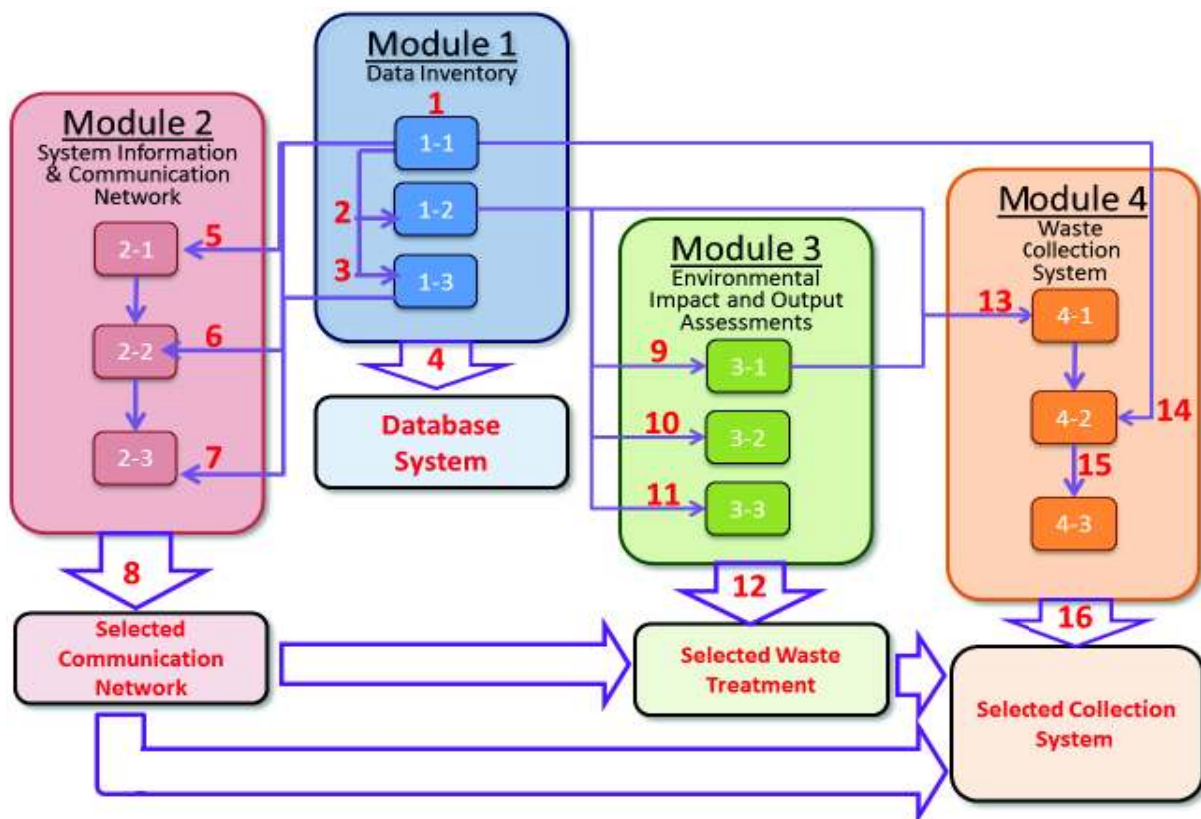 Module 1
Data Inventory
1
1-1
2
1-2
3
1-3
4
Database
System
Module 2
System Information
& Communication
Network
5
2-1
6
2-2
7
2-3
8
Selected
Communication
Network
Module 3
Environmental
Impact and Output
Assessments
9
3-1
10
3-2
11
3-3
12
Selected Waste
Treatment
Module 4
Waste
Collection
System
13
4-1
14
4-2
15
4-3
16
Selected Collection
System